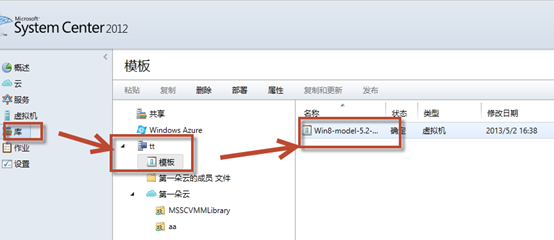 Microsoft
System Center 2012
概述
云
服务
虚拟机
库
作业
设置
模板
粘贴 复制 删除 部署 属性 复制和更新 发布
共享
Windows Azure
tt
模板
第一朵云的成员 文件
第一朵云
MSSCVMMLibrary
aa
名称 状态 类型 修改日期
Win8-model-5.2-... 确定 虚拟机 2013/5/2 16:38